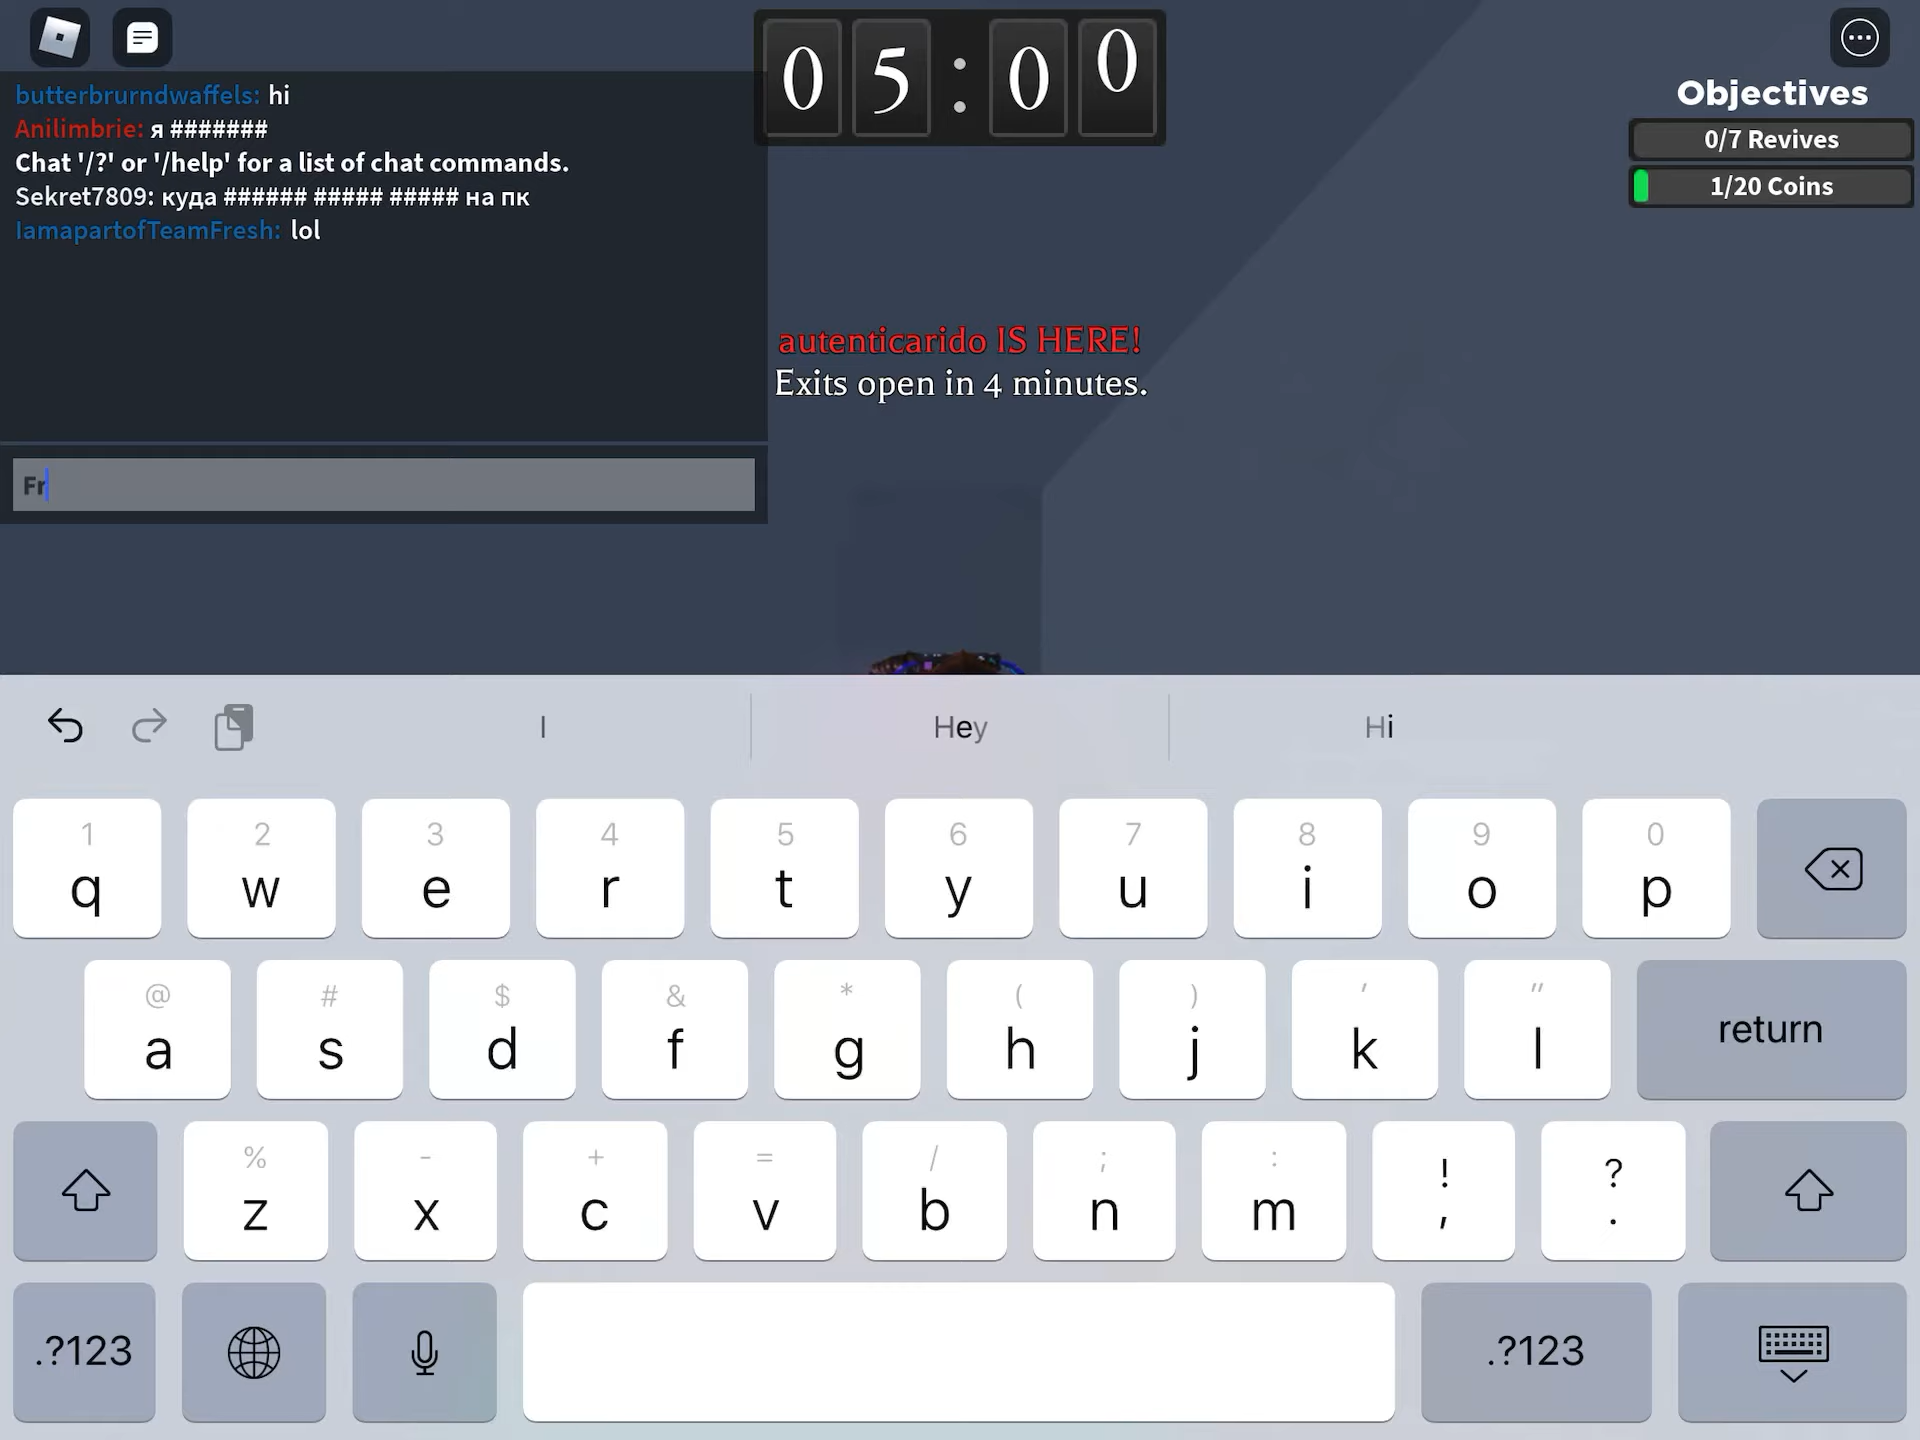 05:00
Objectives
0/7 Revives
1/20 Coins
butterbrurndwaffels: hi
Anilimbrie: я #######
Chat '/?' or '/help' for a list of chat commands.
Sekret7809: куда ###### ##### ##### на пк
IamapartofTeamFresh: lol
autenticarido IS HERE!
Exits open in 4 minutes.
Fr
I Hey Hi
1 2 3 4 5 6 7 8 9 0
q w e r t y u i o p
@ # $ & * ( ) ' "
a s d f g h j k l return
% - + = / ; : ! ?
z x c v b n m , .
.?123 .?123